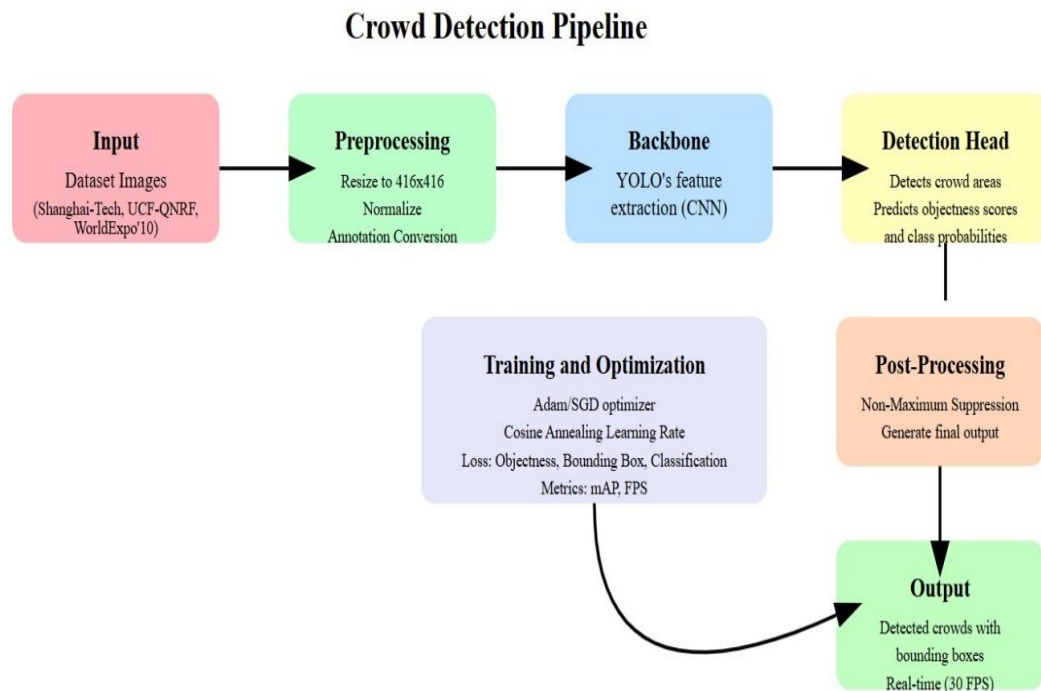 Crowd Detection Pipeline
Input
Dataset Images
(Shanghai-Tech, UCF-QNRF,
WorldExpo'10)
Preprocessing
Resize to 416x416
Normalize
Annotation Conversion
Backbone
YOLO's feature
extraction (CNN)
Detection Head
Detects crowd areas
Predicts objectness scores
and class probabilities
Training and Optimization
Adam/SGD optimizer
Cosine Annealing Learning Rate
Loss: Objectness, Bounding Box, Classification
Metrics: mAP, FPS
Post-Processing
Non-Maximum Suppression
Generate final output
Output
Detected crowds with
bounding boxes
Real-time (30 FPS)